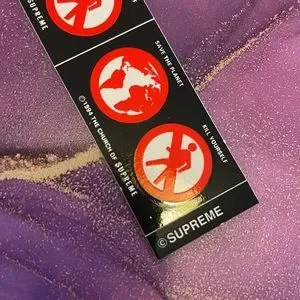 SUPREME
SAVE THE PLANET
©1994 THE CHURCH OF SUPREME
KILL YOURSELF
© SUPREME